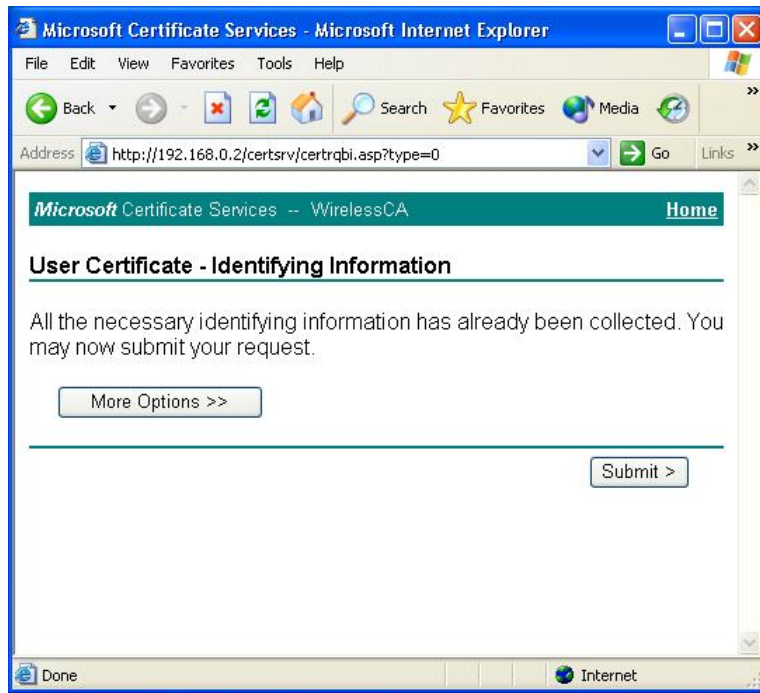 Microsoft Certificate Services - Microsoft Internet Explorer
File Edit View Favorites Tools Help
Back Search Favorites Media »
Address http://192.168.0.2/certsrv/certrqbi.asp?type=0 Go Links »
Microsoft Certificate Services -- WirelessCA Home
User Certificate - Identifying Information
All the necessary identifying information has already been collected. You
may now submit your request.
More Options >>
Submit >
Done Internet